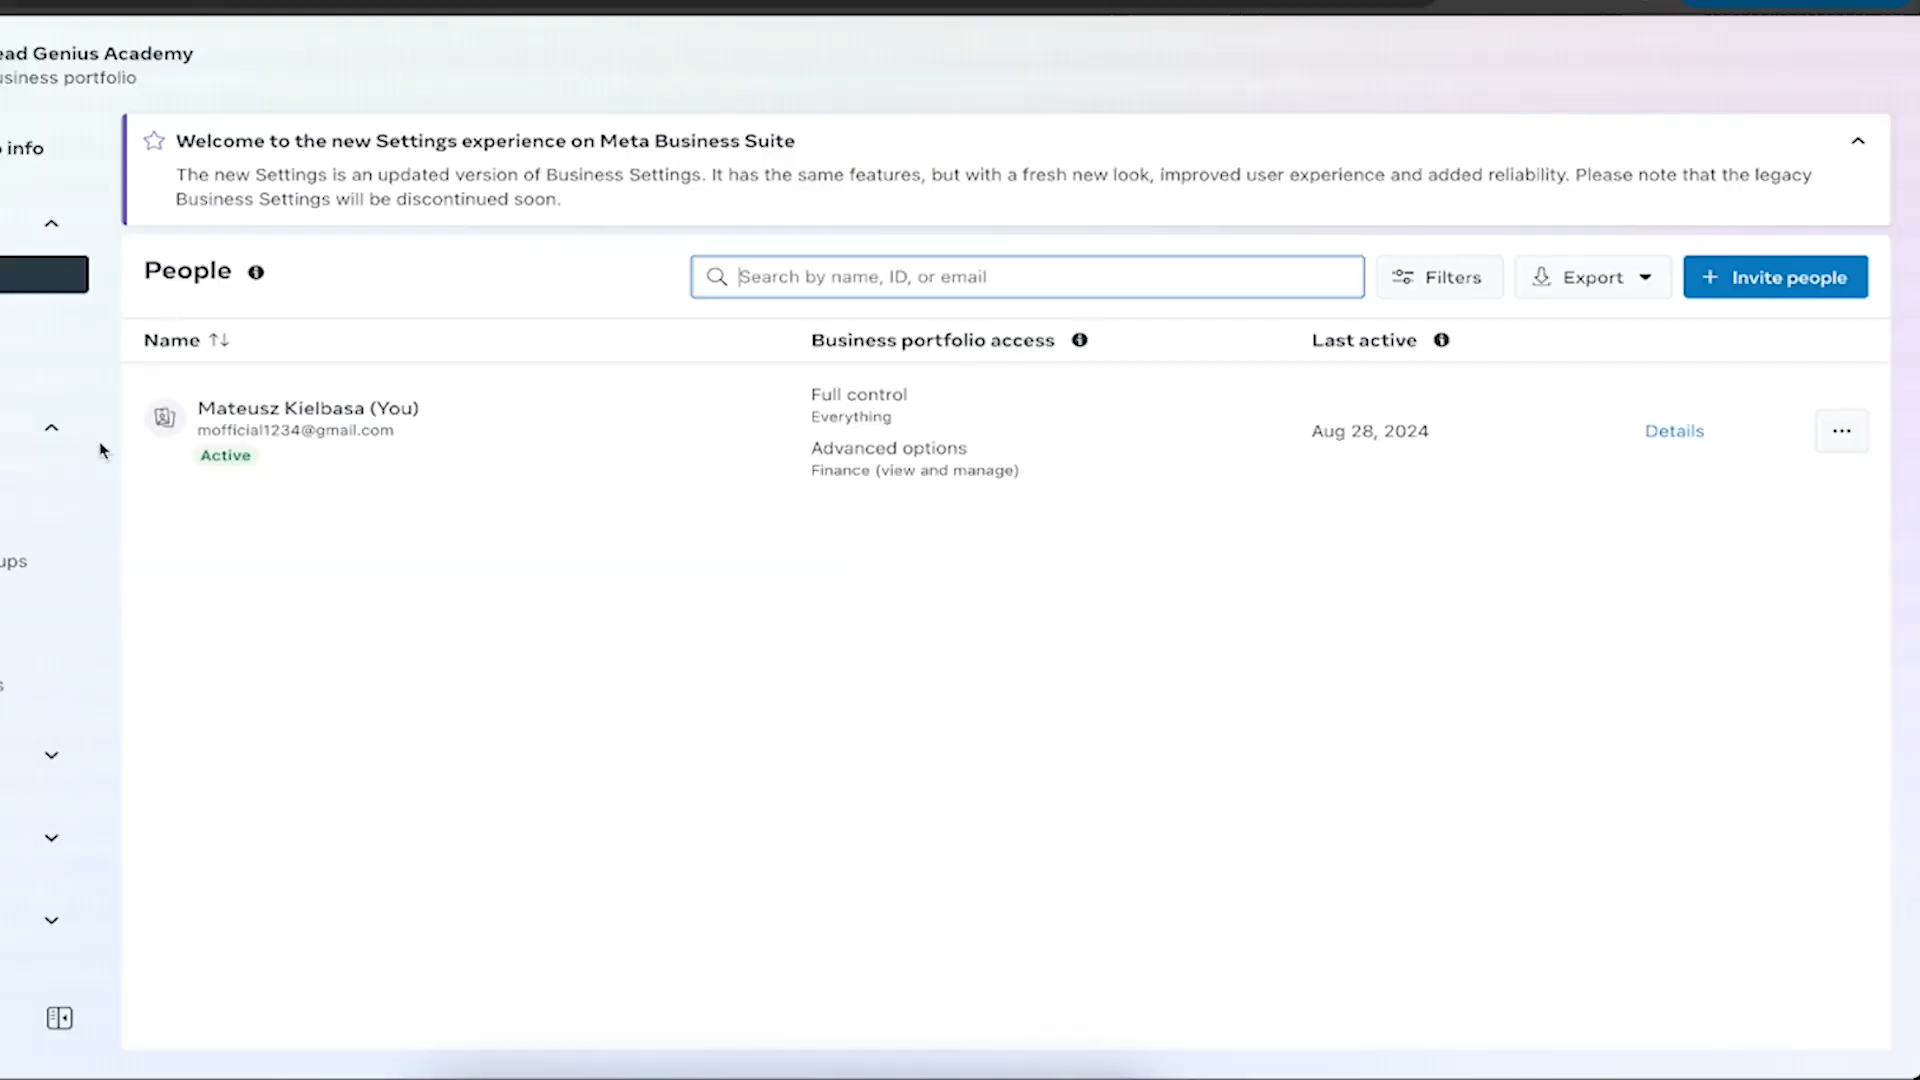 ead Genius Academy
usiness portfolio
info
Welcome to the new Settings experience on Meta Business Suite
The new Settings is an updated version of Business Settings. It has the same features, but with a fresh new look, improved user experience and added reliability. Please note that the legacy
Business Settings will be discontinued soon.
People
Search by name, ID, or email
Filters
Export
+ Invite people
Name
Business portfolio access
Last active
Mateusz Kielbasa (You)
mofficial1234@gmail.com
Active
Full control
Everything
Advanced options
Finance (view and manage)
Aug 28, 2024
Details
...
ups
s